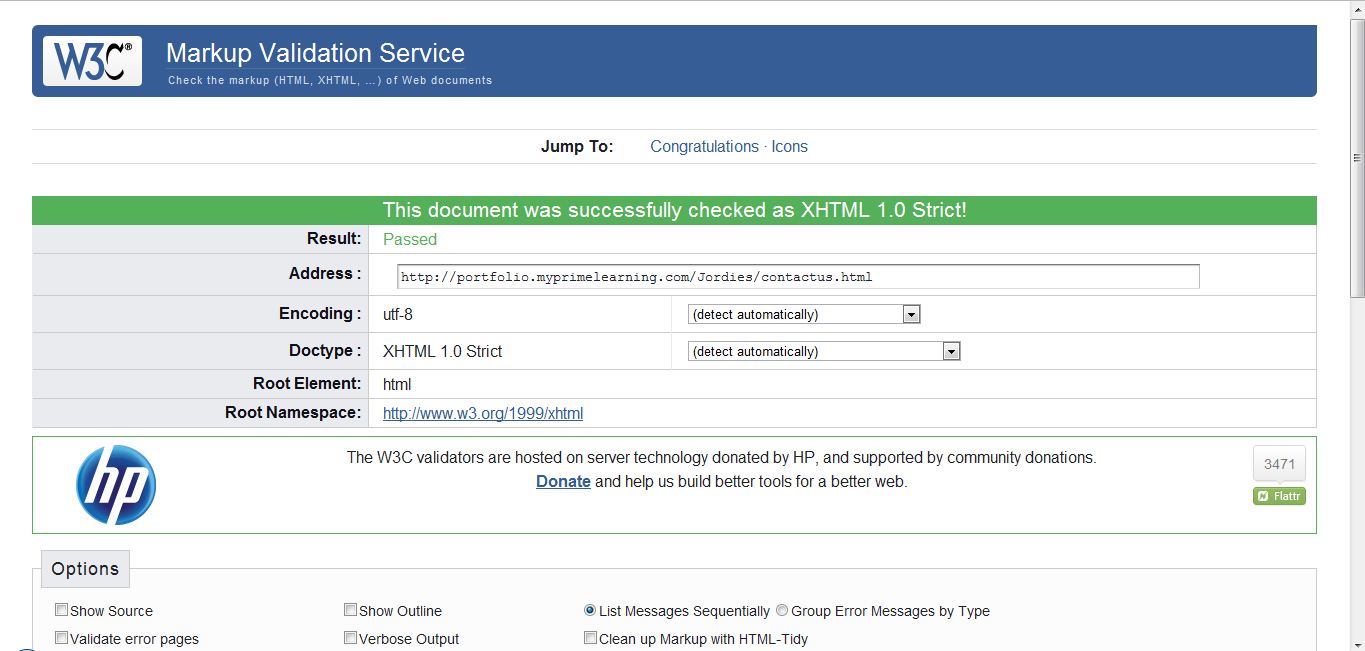 W3C®
Markup Validation Service
Check the markup (HTML, XHTML, …) of Web documents
Jump To: Congratulations · Icons
This document was successfully checked as XHTML 1.0 Strict!
Result: Passed
Address : http://portfolio.myprimelearning.com/Jordies/contactus.html
Encoding : utf-8 (detect automatically)
Doctype : XHTML 1.0 Strict (detect automatically)
Root Element: html
Root Namespace: http://www.w3.org/1999/xhtml
hp
The W3C validators are hosted on server technology donated by HP, and supported by community donations.
Donate and help us build better tools for a better web.
3471
Flattr
Options
Show Source Show Outline List Messages Sequentially Group Error Messages by Type
Validate error pages Verbose Output Clean up Markup with HTML-Tidy